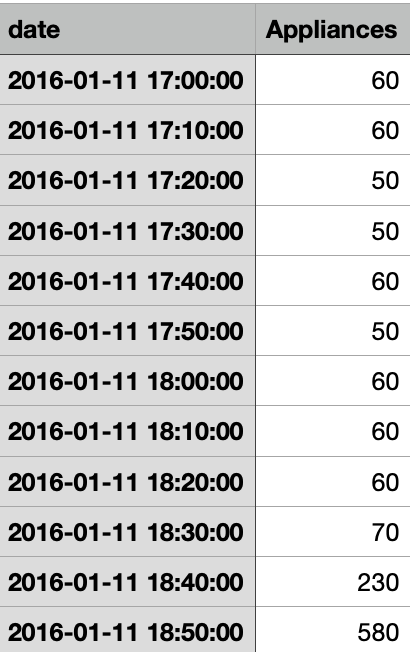 date Appliances
2016-01-11 17:00:00 60
2016-01-11 17:10:00 60
2016-01-11 17:20:00 50
2016-01-11 17:30:00 50
2016-01-11 17:40:00 60
2016-01-11 17:50:00 50
2016-01-11 18:00:00 60
2016-01-11 18:10:00 60
2016-01-11 18:20:00 60
2016-01-11 18:30:00 70
2016-01-11 18:40:00 230
2016-01-11 18:50:00 580